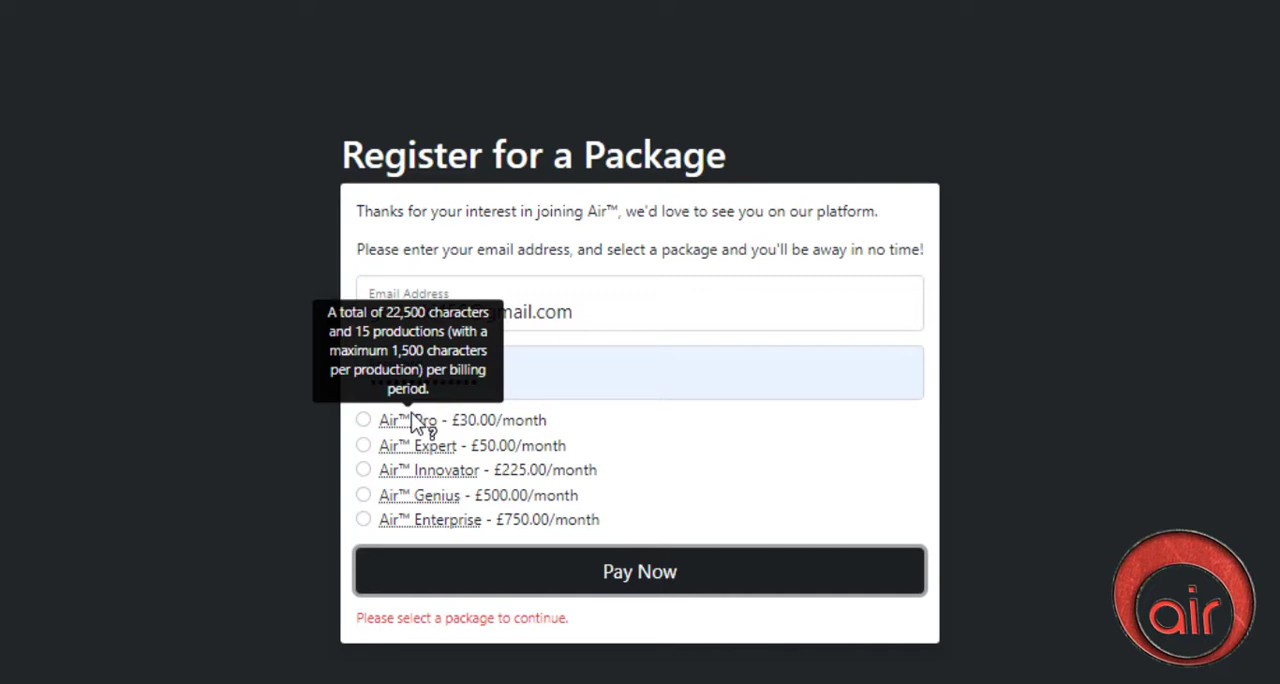 Register for a Package
Thanks for your interest in joining Air™, we'd love to see you on our platform.
Please enter your email address, and select a package and you'll be away in no time!
Email Address
gmail.com
A total of 22,500 characters
and 15 productions (with a
maximum 1,500 characters
per production) per billing
period.
Air™ Pro - £30.00/month
Air™ Expert - £50.00/month
Air™ Innovator - £225.00/month
Air™ Genius - £500.00/month
Air™ Enterprise - £750.00/month
Pay Now
Please select a package to continue.
air